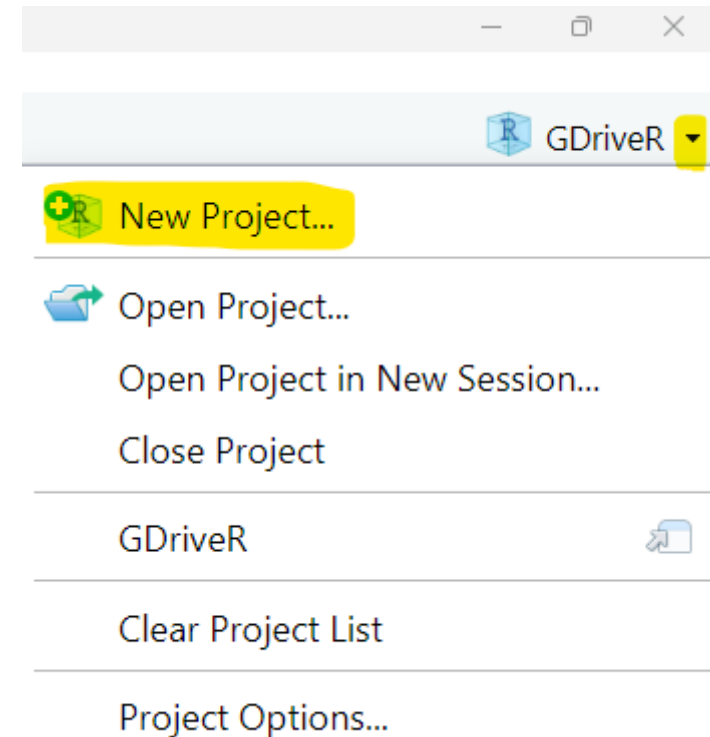 GDriveR
New Project...
Open Project...
Open Project in New Session...
Close Project
GDriveR
Clear Project List
Project Options...